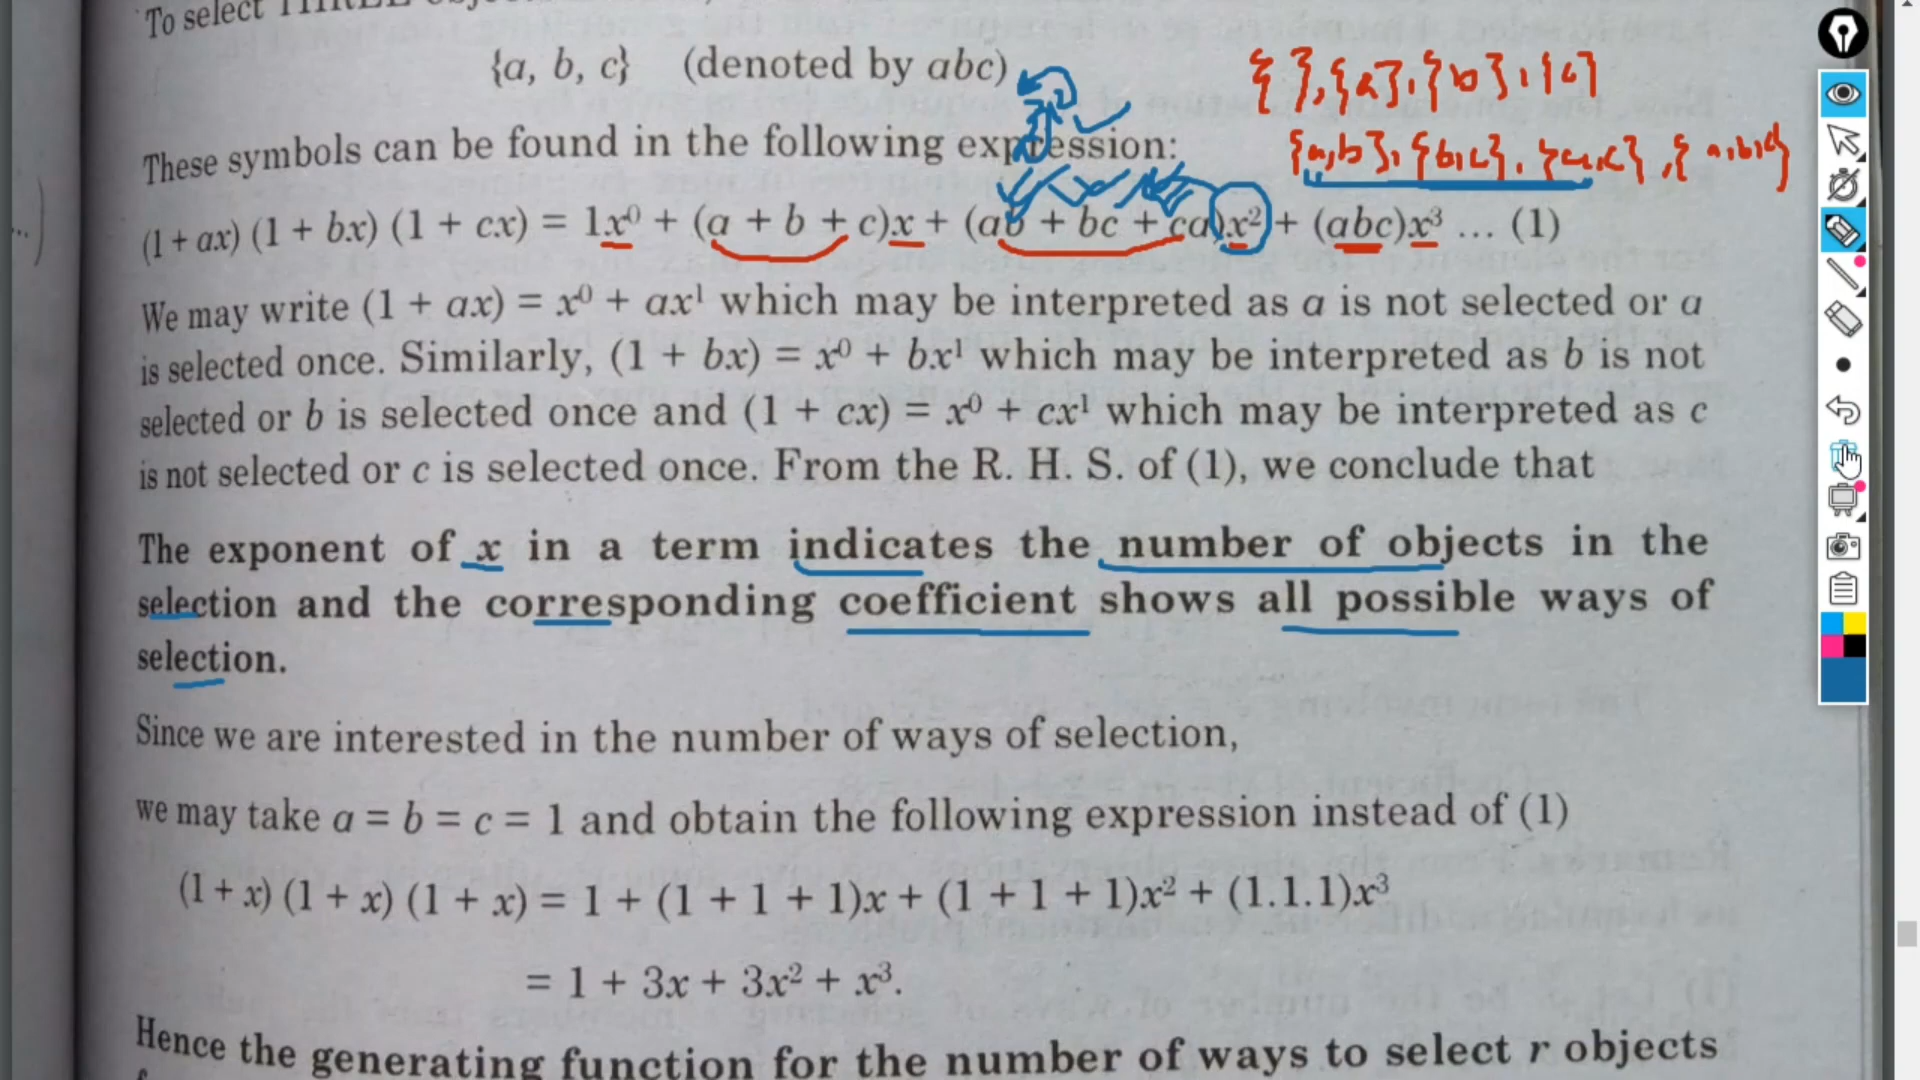 To select THREE
{a, b, c} (denoted by abc)
{ }, {a}, {b}, {c}
These symbols can be found in the following expression:
{a,b}, {b,c}, {a,c}, {a,b,c}
(1 + ax) (1 + bx) (1 + cx) = 1x⁰ + (a + b + c)x + (ab + bc + ca)x² + (abc)x³ ... (1)
We may write (1 + ax) = x⁰ + ax¹ which may be interpreted as a is not selected or a
is selected once. Similarly, (1 + bx) = x⁰ + bx¹ which may be interpreted as b is not
selected or b is selected once and (1 + cx) = x⁰ + cx¹ which may be interpreted as c
is not selected or c is selected once. From the R. H. S. of (1), we conclude that
The exponent of x in a term indicates the number of objects in the
selection and the corresponding coefficient shows all possible ways of
selection.
Since we are interested in the number of ways of selection,
we may take a = b = c = 1 and obtain the following expression instead of (1)
(1 + x) (1 + x) (1 + x) = 1 + (1 + 1 + 1)x + (1 + 1 + 1)x² + (1.1.1)x³
= 1 + 3x + 3x² + x³.
Hence the generating function for the number of ways to select r objects